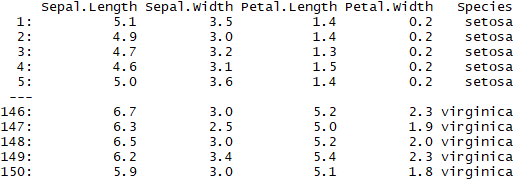 Sepal.Length Sepal.Width Petal.Length Petal.Width Species
1: 5.1 3.5 1.4 0.2 setosa
2: 4.9 3.0 1.4 0.2 setosa
3: 4.7 3.2 1.3 0.2 setosa
4: 4.6 3.1 1.5 0.2 setosa
5: 5.0 3.6 1.4 0.2 setosa
---
146: 6.7 3.0 5.2 2.3 virginica
147: 6.3 2.5 5.0 1.9 virginica
148: 6.5 3.0 5.2 2.0 virginica
149: 6.2 3.4 5.4 2.3 virginica
150: 5.9 3.0 5.1 1.8 virginica